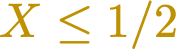 X ≤ 1/2